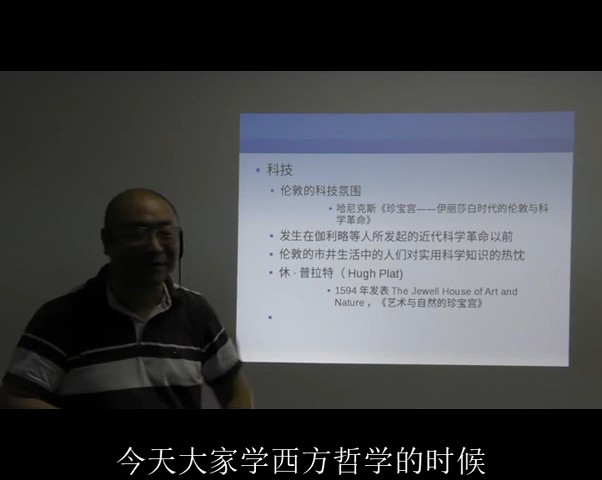 科技
伦敦的科技氛围
哈尼克斯《珍宝宫——伊丽莎白时代的伦敦与科
学革命》
发生在伽利略等人所发起的近代科学革命以前
伦敦的市井生活中的人们对实用科学知识的热忱
休·普拉特（ Hugh Plat)
1594 年发表 The Jewell House of Art and
Nature ，《艺术与自然的珍宝宫》
今天大家学西方哲学的时候